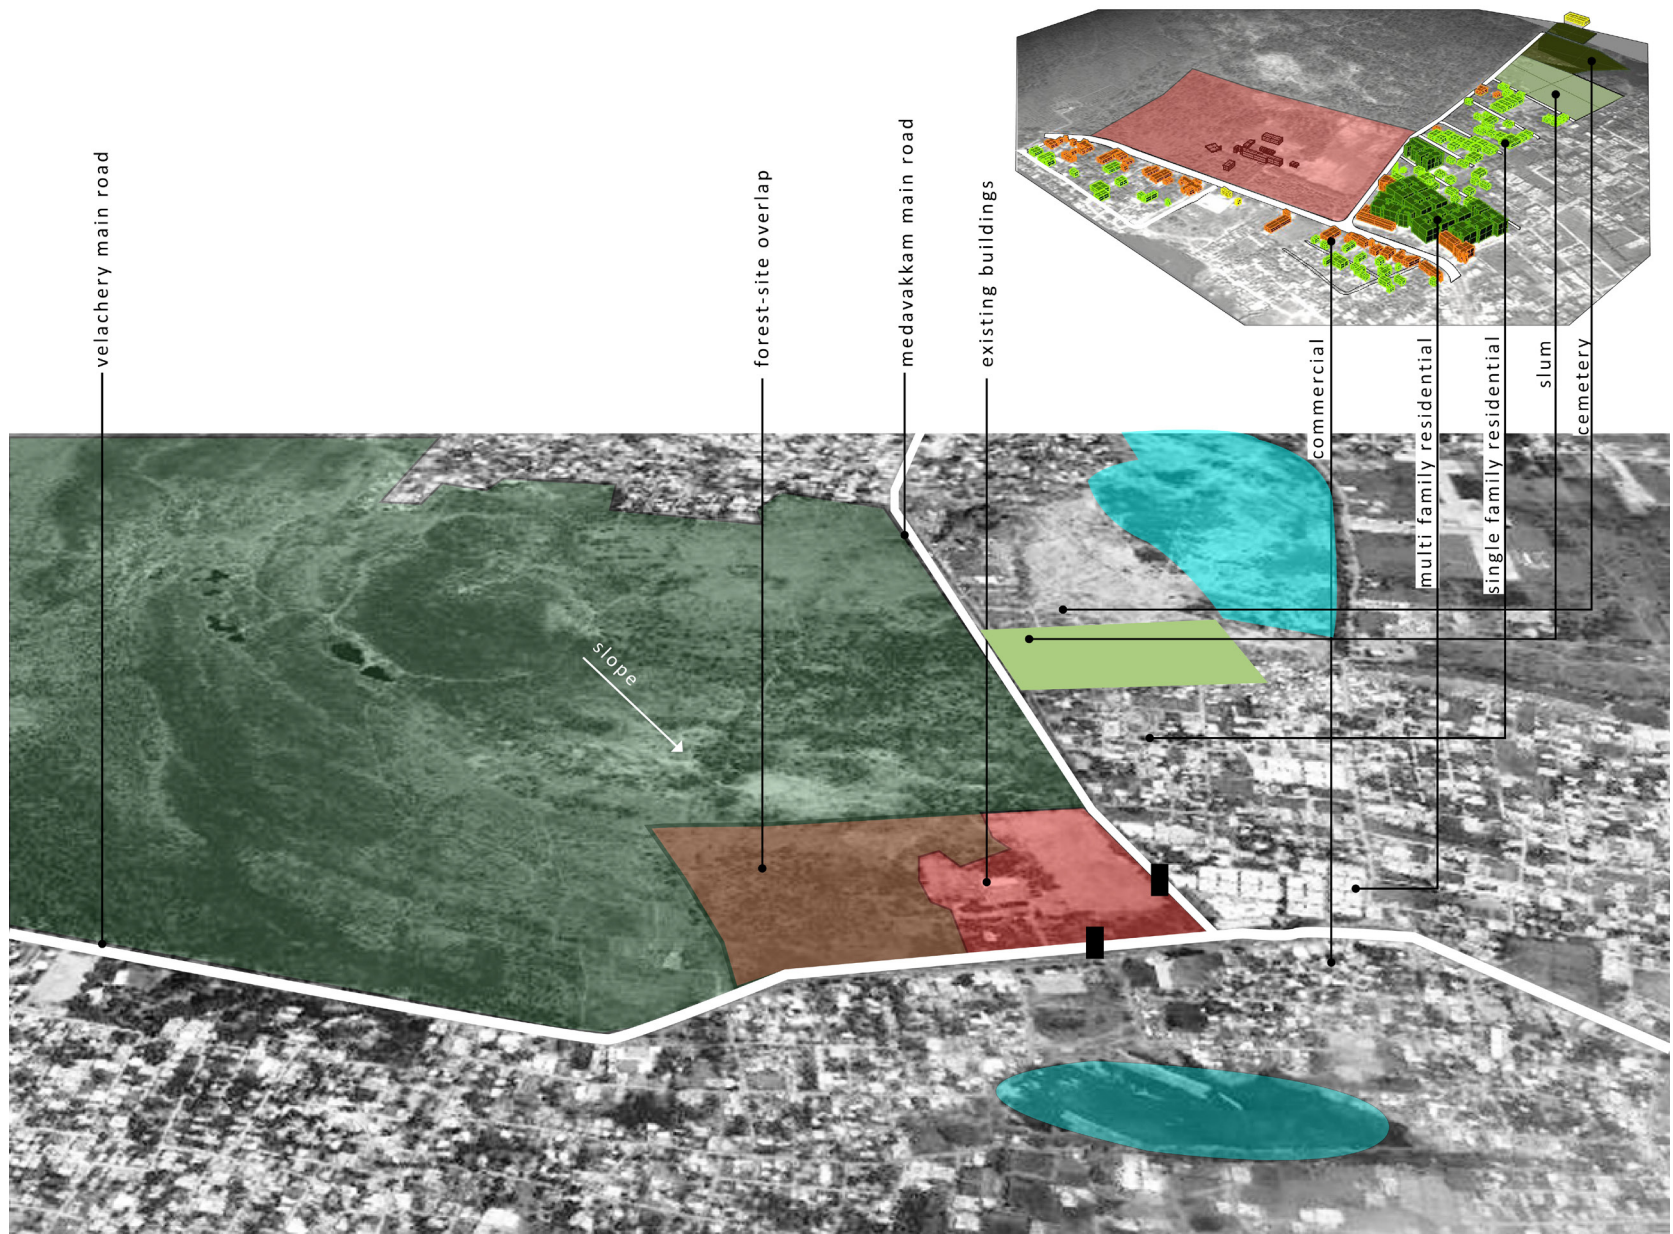 velachery main road
forest-site overlap
medavakkam main road
existing buildings
commercial
multi family residential
single family residential
slum
cemetery
slope